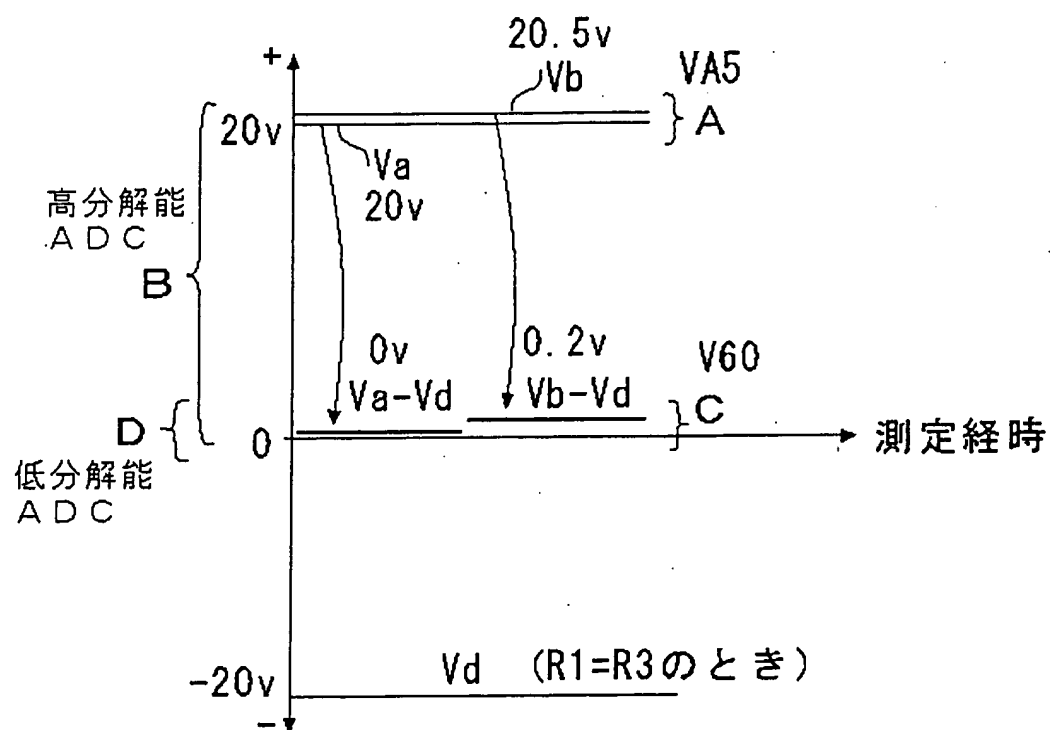 +
20.5v
Vb
VA5
A
20v
Va
20v
高分解能
ADC
B
0v
Va-Vd
0.2v
Vb-Vd
V60
C
D
0
低分解能
ADC
測定経時
-20v
Vd (R1=R3のとき)
-